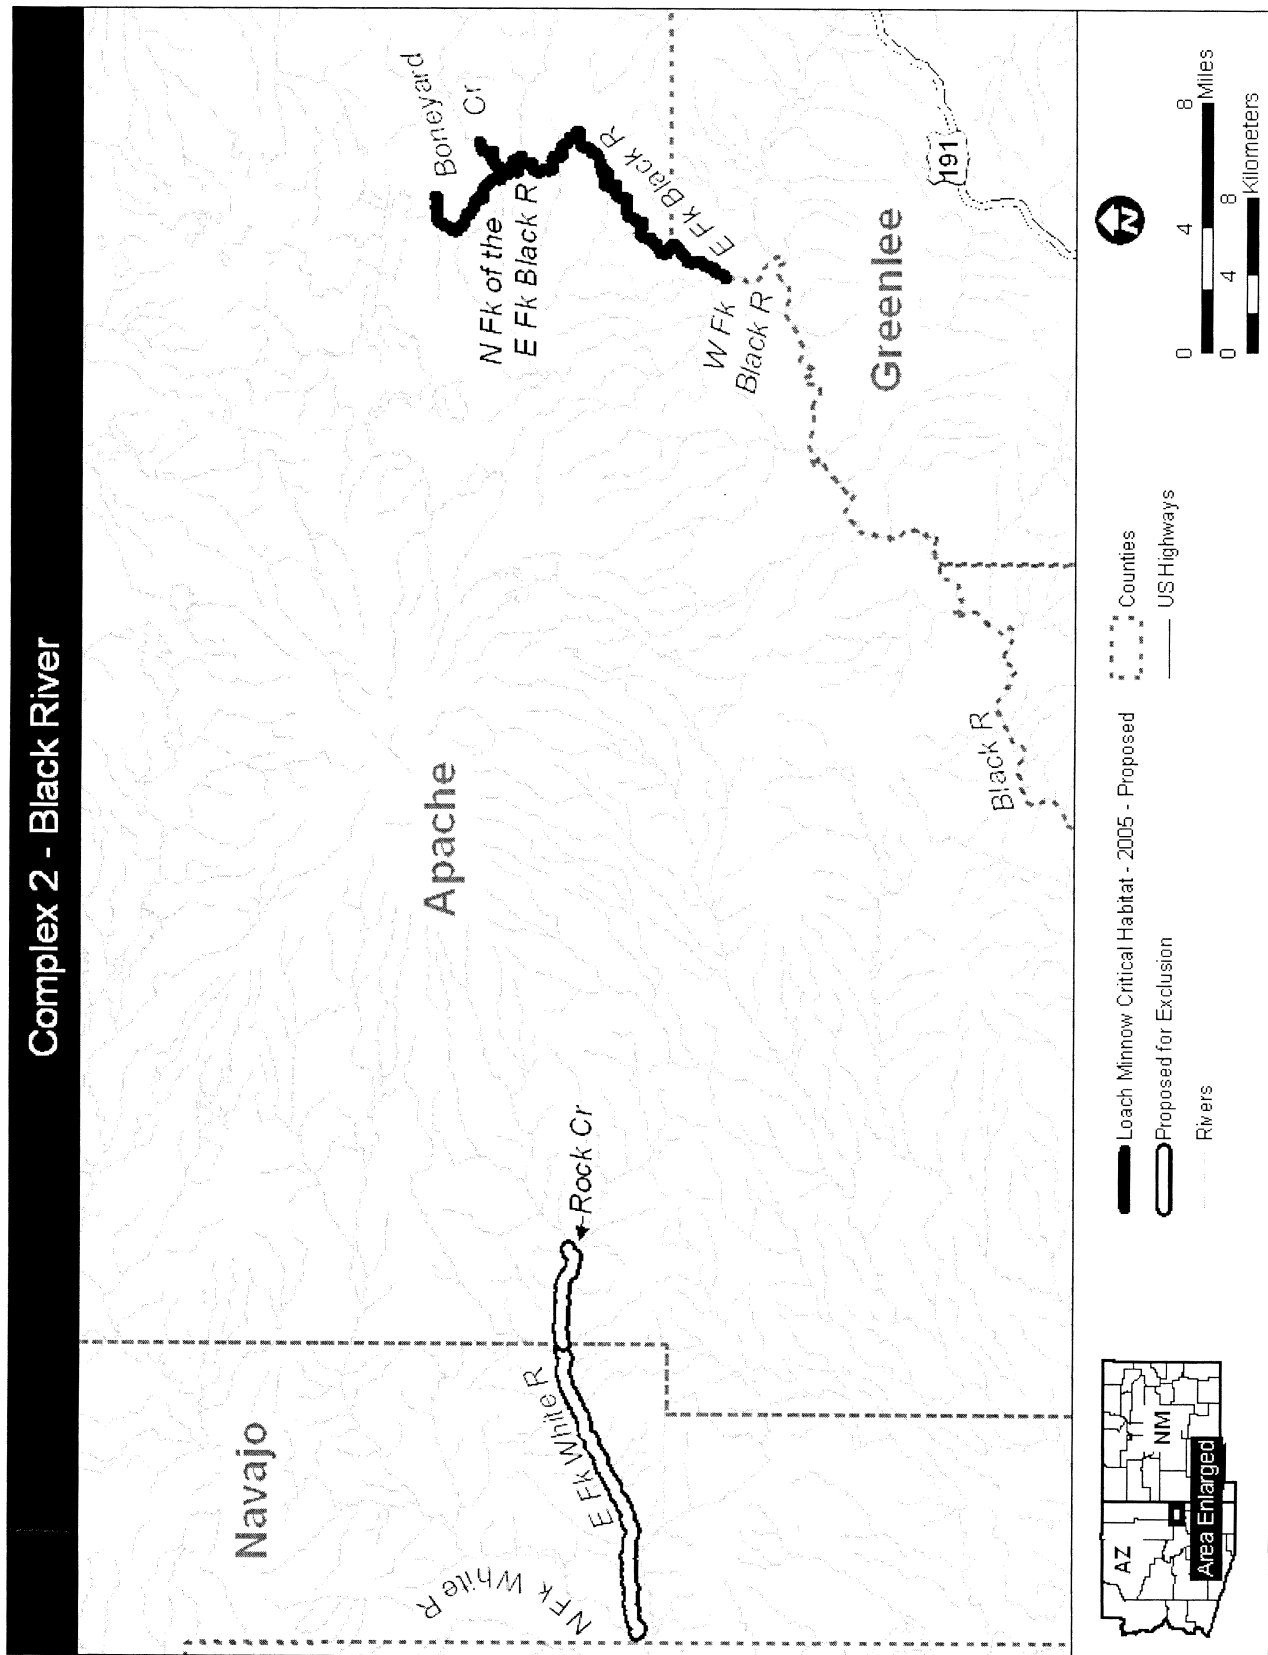 Complex 2 - Black River
Navajo
Apache
Greenlee
N Fk White R
E Fk White R
Rock Cr
Boneyard
Cr
N Fk of the
E Fk Black R
E Fk Black R
E Fk
W Fk
Black R
Black R
191
AZ
NM
Area Enlarged
Loach Minnow Critical Habitat - 2005 - Proposed
Proposed for Exclusion
Rivers
Counties
US Highways
N
0 4 8 Miles
0 4 8 Kilometers